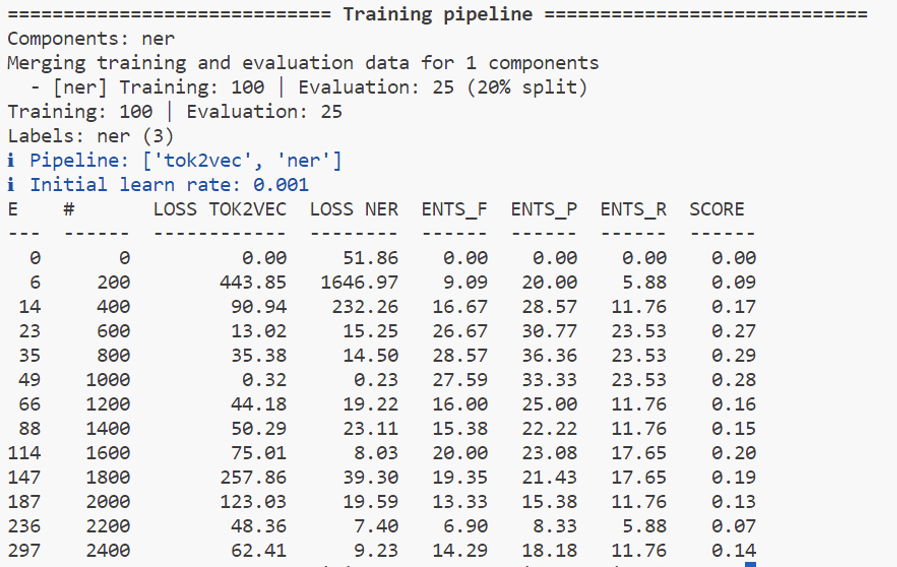 ============================ Training pipeline ============================
Components: ner
Merging training and evaluation data for 1 components
  - [ner] Training: 100 | Evaluation: 25 (20% split)
Training: 100 | Evaluation: 25
Labels: ner (3)
ℹ Pipeline: ['tok2vec', 'ner']
ℹ Initial learn rate: 0.001
E    #       LOSS TOK2VEC  LOSS NER  ENTS_F  ENTS_P  ENTS_R  SCORE
---  ------  ------------  --------  ------  ------  ------  ------
  0       0          0.00     51.86    0.00    0.00    0.00    0.00
  6     200        443.85   1646.97    9.09   20.00    5.88    0.09
 14     400         90.94    232.26   16.67   28.57   11.76    0.17
 23     600         13.02     15.25   26.67   30.77   23.53    0.27
 35     800         35.38     14.50   28.57   36.36   23.53    0.29
 49    1000          0.32      0.23   27.59   33.33   23.53    0.28
 66    1200         44.18     19.22   16.00   25.00   11.76    0.16
 88    1400         50.29     23.11   15.38   22.22   11.76    0.15
114    1600         75.01      8.03   20.00   23.08   17.65    0.20
147    1800        257.86     39.30   19.35   21.43   17.65    0.19
187    2000        123.03     19.59   13.33   15.38   11.76    0.13
236    2200         48.36      7.40    6.90    8.33    5.88    0.07
297    2400         62.41      9.23   14.29   18.18   11.76    0.14